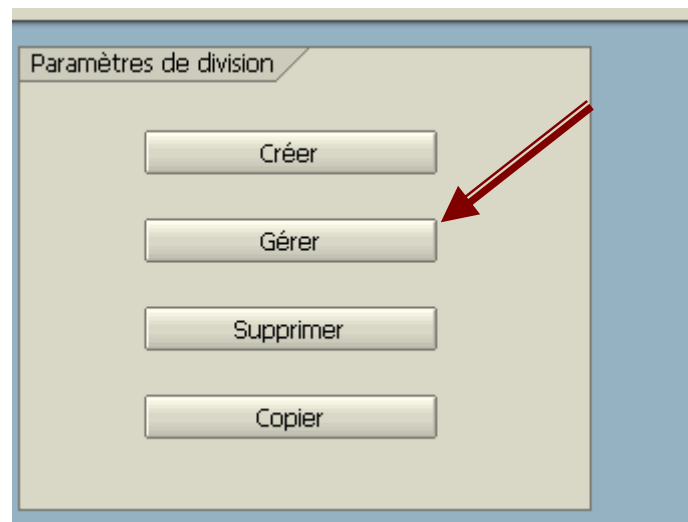 Paramètres de division
Créer
Gérer
Supprimer
Copier